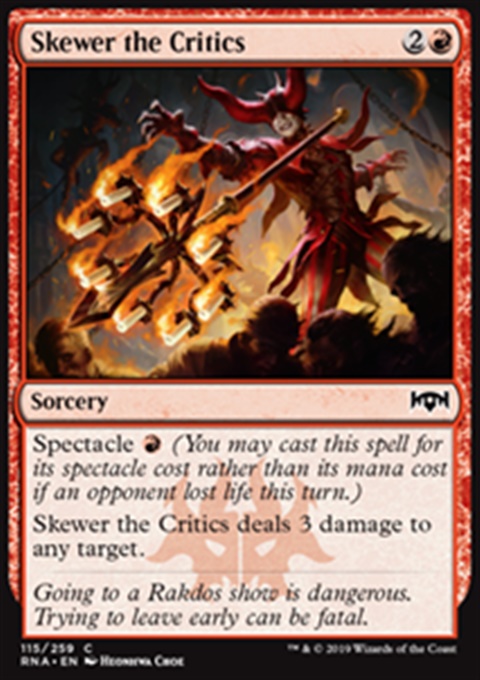 Skewer the Critics 2
Sorcery
Spectacle (You may cast this spell for
its spectacle cost rather than its mana cost
if an opponent lost life this turn.)
Skewer the Critics deals 3 damage to
any target.
Going to a Rakdos show is dangerous.
Trying to leave early can be fatal.
115/259 C
RNA • EN Heonhwa Choe
™ & © 2019 Wizards of the Coast